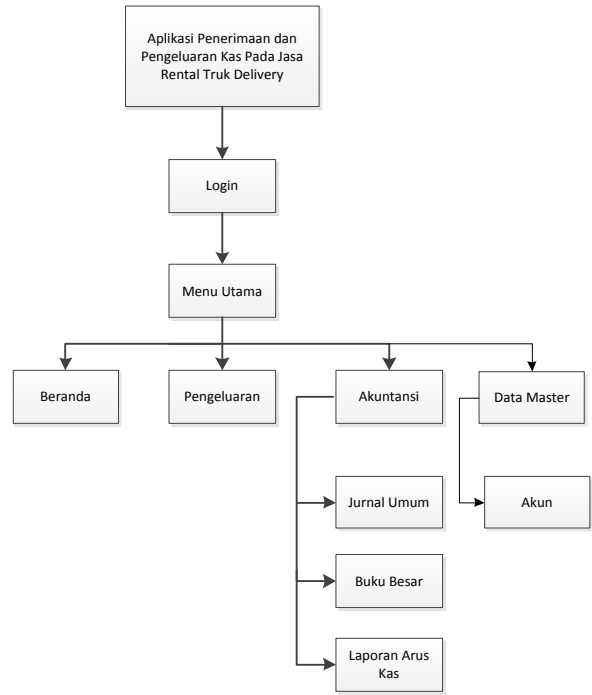 Aplikasi Penerimaan dan
Pengeluaran Kas Pada Jasa
Rental Truk Delivery
Login
Menu Utama
Beranda
Pengeluaran
Akuntansi
Data Master
Jurnal Umum
Akun
Buku Besar
Laporan Arus
Kas